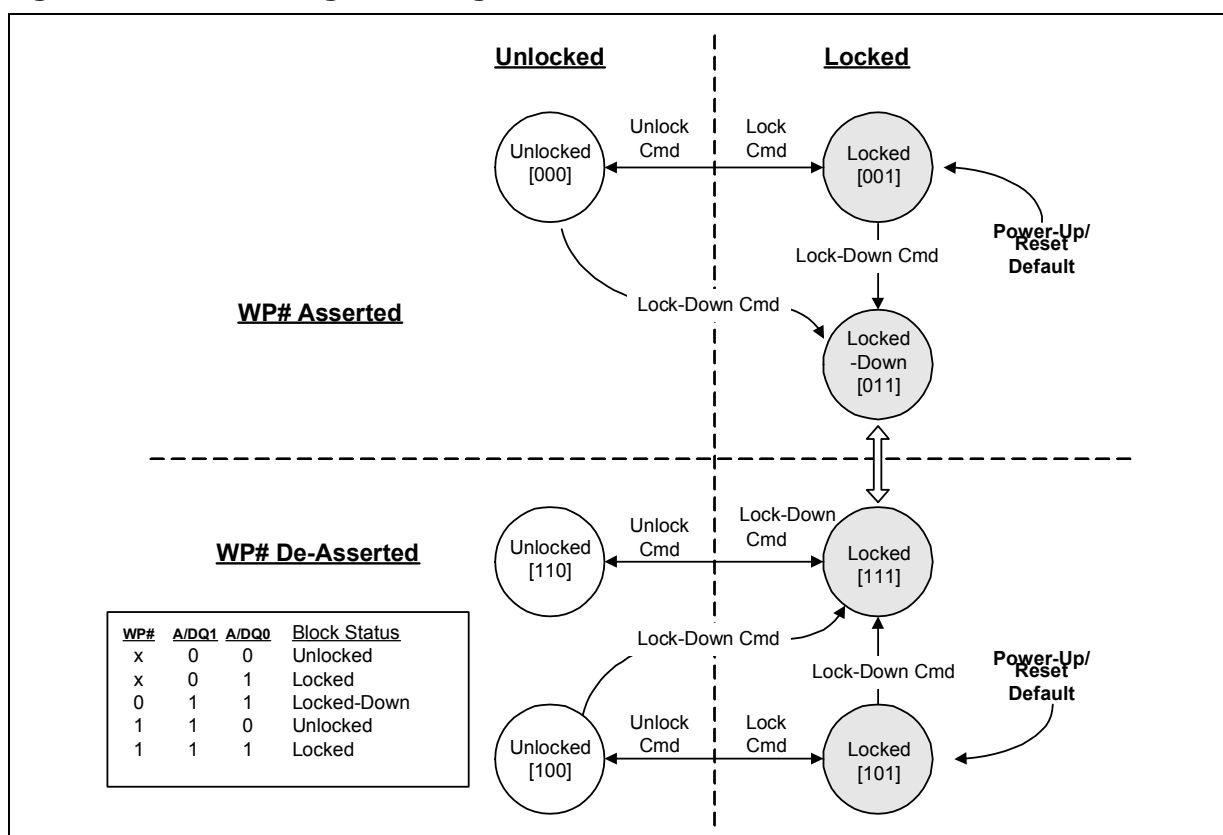 Unlocked
Locked
Unlocked
[000]
Unlock
Cmd
Lock
Cmd
Locked
[001]
Power-Up/
Reset
Default
Lock-Down Cmd
Lock-Down Cmd
WP# Asserted
Locked
-Down
[011]
WP# De-Asserted
Unlocked
[110]
Unlock
Cmd
Lock-Down
Cmd
Locked
[111]
Lock-Down Cmd
Lock-Down Cmd
Power-Up/
Reset
Default
Unlocked
[100]
Unlock
Cmd
Lock
Cmd
Locked
[101]
WP# A/DQ1 A/DQ0 Block Status
x 0 0 Unlocked
x 0 1 Locked
0 1 1 Locked-Down
1 1 0 Unlocked
1 1 1 Locked